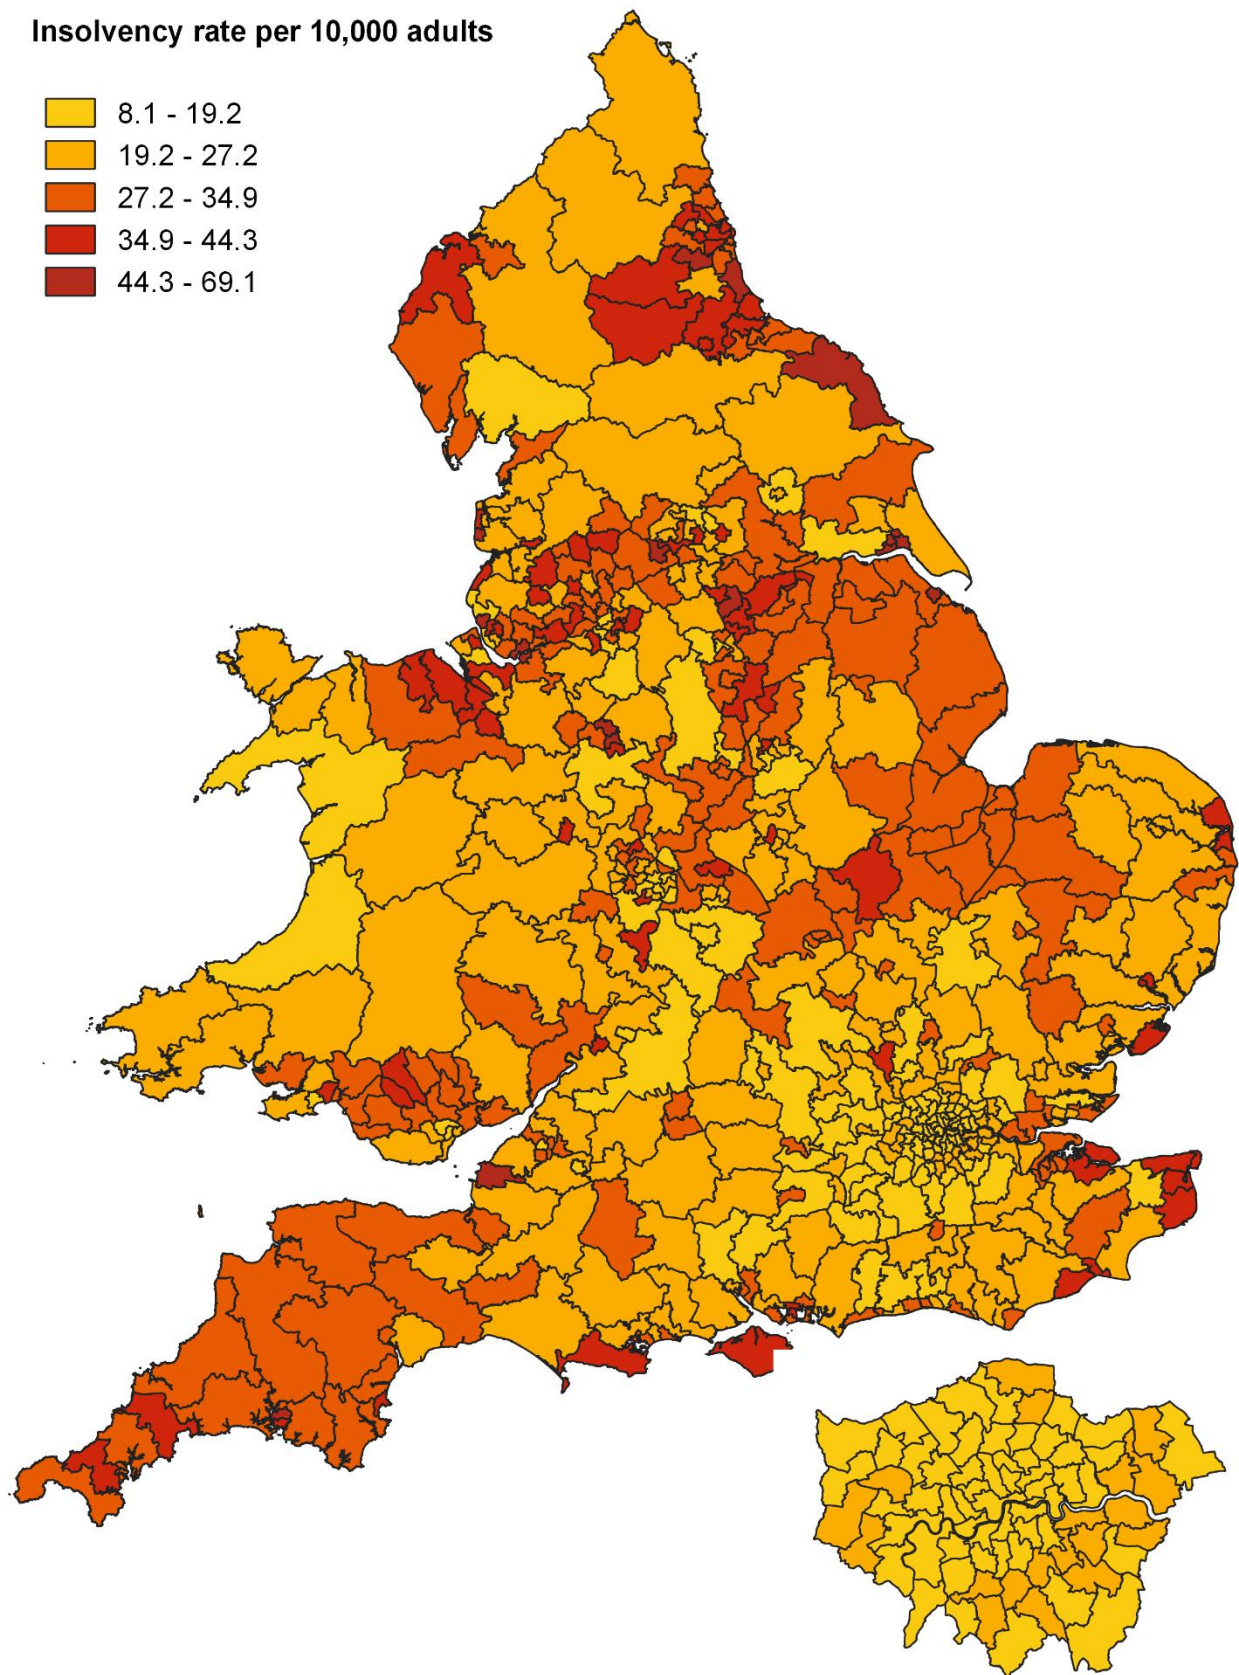 Insolvency rate per 10,000 adults
8.1 - 19.2
19.2 - 27.2
27.2 - 34.9
34.9 - 44.3
44.3 - 69.1